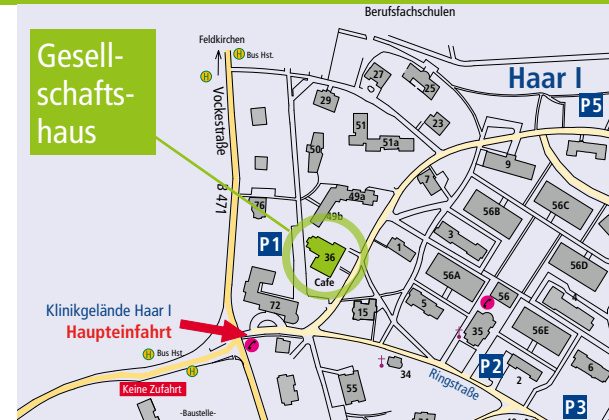 Berufsfachschulen
Feldkirchen
H Bus Hst.
H
Gesell-
schafts-
haus
Haar I
P5
Vockestraße
B 471
27
25
29
23
51
51a
50
9
7
49a
49b
76
56B
56C
P1
36
Cafe
3
1
56A
56D
4
72
5
56
15
35
56E
Klinikgelände Haar I
Haupteinfahrt
H Bus Hst.
H
Keine Zufahrt
34
Ringstraße
P2
2
6
55
P3
-Baustelle-